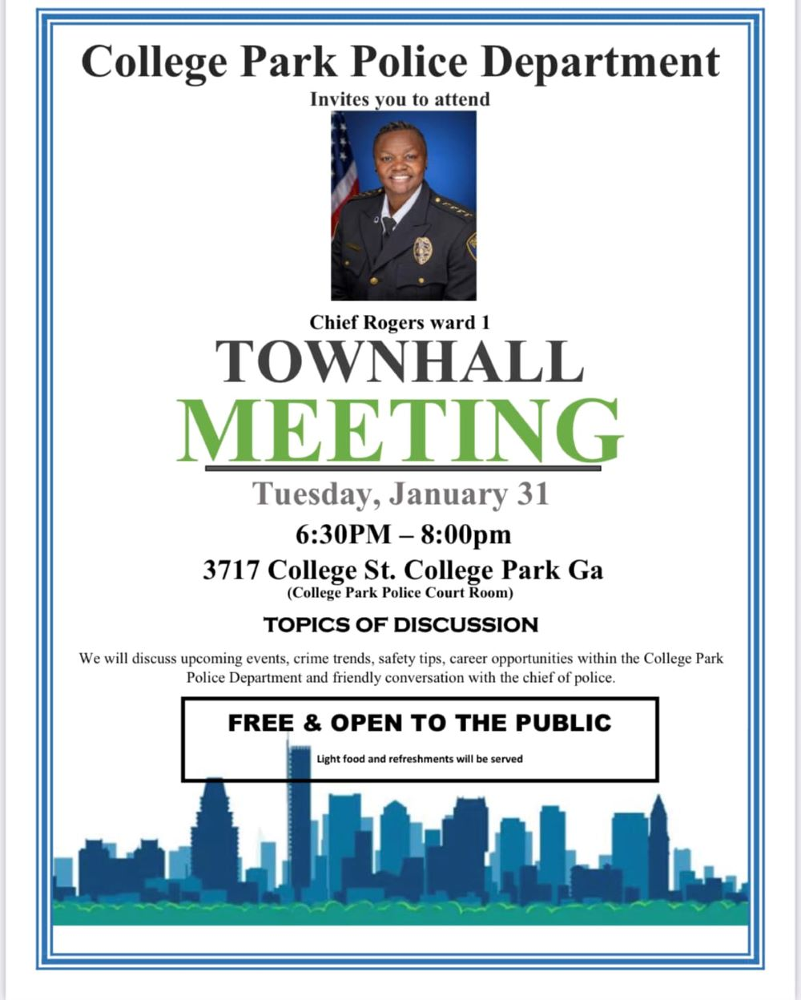 College Park Police Department
Invites you to attend
Chief Rogers ward 1
TOWNHALL
MEETING
Tuesday, January 31
6:30PM – 8:00pm
3717 College St. College Park Ga
(College Park Police Court Room)
TOPICS OF DISCUSSION
We will discuss upcoming events, crime trends, safety tips, career opportunities within the College Park
Police Department and friendly conversation with the chief of police.
FREE & OPEN TO THE PUBLIC
Light food and refreshments will be served